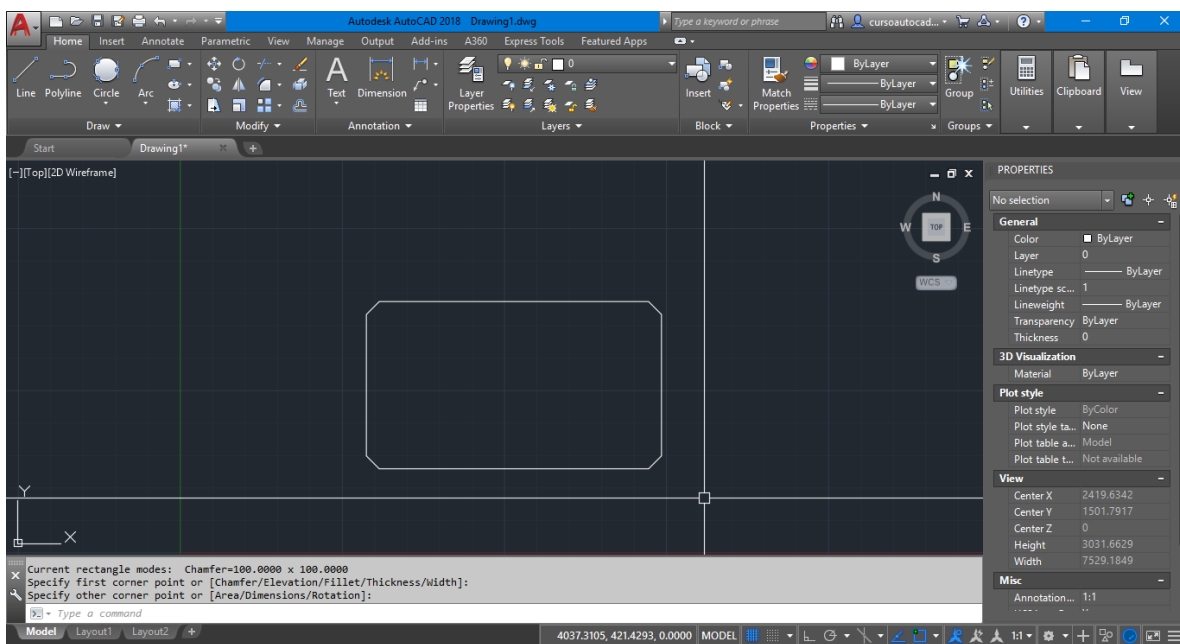 Autodesk AutoCAD 2018 Drawing1.dwg
Type a keyword or phrase
cursoautocad...
Home Insert Annotate Parametric View Manage Output Add-ins A360 Express Tools Featured Apps
Line Polyline Circle Arc
Text Dimension
Layer Properties
0
Insert
Match Properties
ByLayer
ByLayer
ByLayer
Group
Utilities
Clipboard
View
Draw Modify Annotation Layers Block Properties Groups
Start Drawing1* +
[−][Top][2D Wireframe]
N
W TOP E
S
WCS
Y
X
PROPERTIES
No selection
General
Color ByLayer
Layer 0
Linetype ByLayer
Linetype sc... 1
Lineweight ByLayer
Transparency ByLayer
Thickness 0
3D Visualization
Material ByLayer
Plot style
Plot style ByColor
Plot style ta... None
Plot table a... Model
Plot table t... Not available
View
Center X 2419.6342
Center Y 1501.7917
Center Z 0
Height 3031.6629
Width 7529.1849
Misc
Annotation... 1:1
Current rectangle modes: Chamfer=100.0000 x 100.0000
Specify first corner point or [Chamfer/Elevation/Fillet/Thickness/Width]:
Specify other corner point or [Area/Dimensions/Rotation]:
Type a command
Model Layout1 Layout2 +
4037.3105, 421.4293, 0.0000 MODEL 1:1